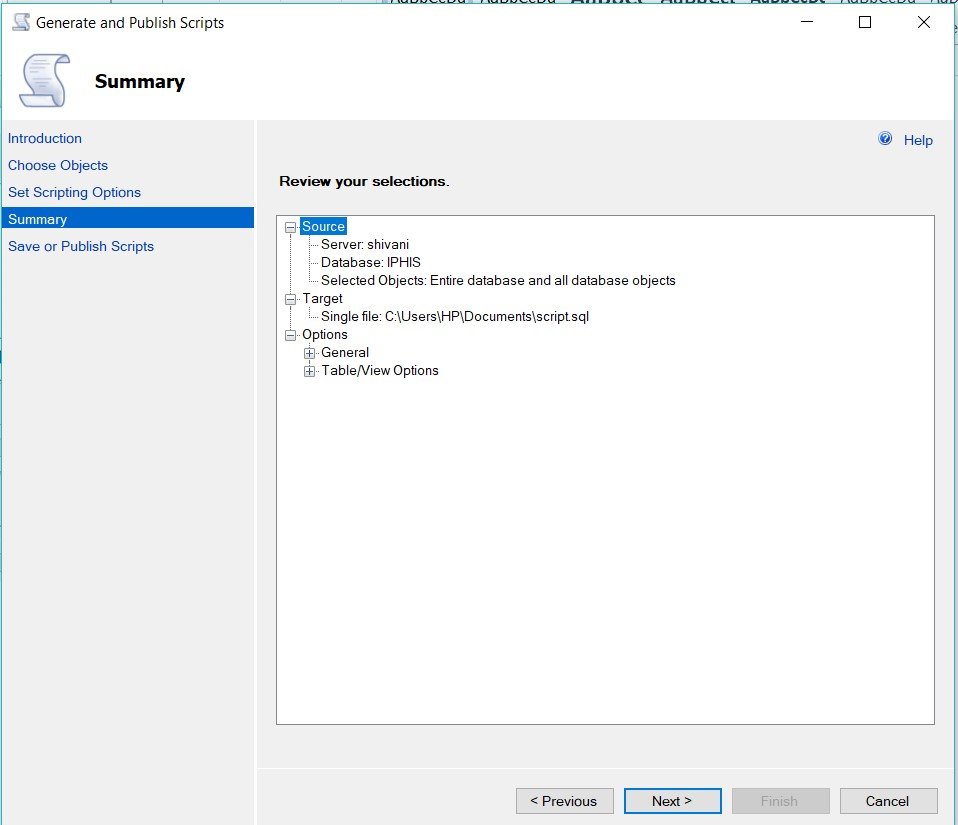 Generate and Publish Scripts
Summary
Introduction
Choose Objects
Set Scripting Options
Summary
Save or Publish Scripts
Help
Review your selections.
Source
Server: shivani
Database: IPHIS
Selected Objects: Entire database and all database objects
Target
Single file: C:\Users\HP\Documents\script.sql
Options
General
Table/View Options
< Previous
Next >
Finish
Cancel